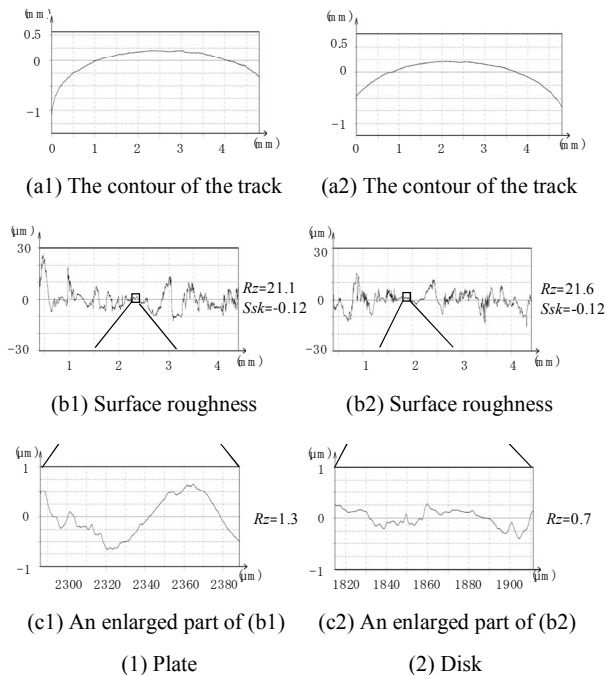 (mm) (mm)
0.5 0.5
0 0
-1 -1
0 1 2 3 4 (mm) 0 1 2 3 4 (mm)
(a1) The contour of the track (a2) The contour of the track
(μm) (μm)
30 30
Rz=21.1 Rz=21.6
0 0
Ssk=-0.12 Ssk=-0.12
-30 -30
1 2 3 4 (mm) 1 2 3 4 (mm)
(b1) Surface roughness (b2) Surface roughness
(μm) (μm)
1 1
0 Rz=1.3 0 Rz=0.7
-1 -1
2300 2320 2340 2360 2380 (μm) 1820 1840 1860 1880 1900 (μm)
(c1) An enlarged part of (b1) (c2) An enlarged part of (b2)
(1) Plate (2) Disk